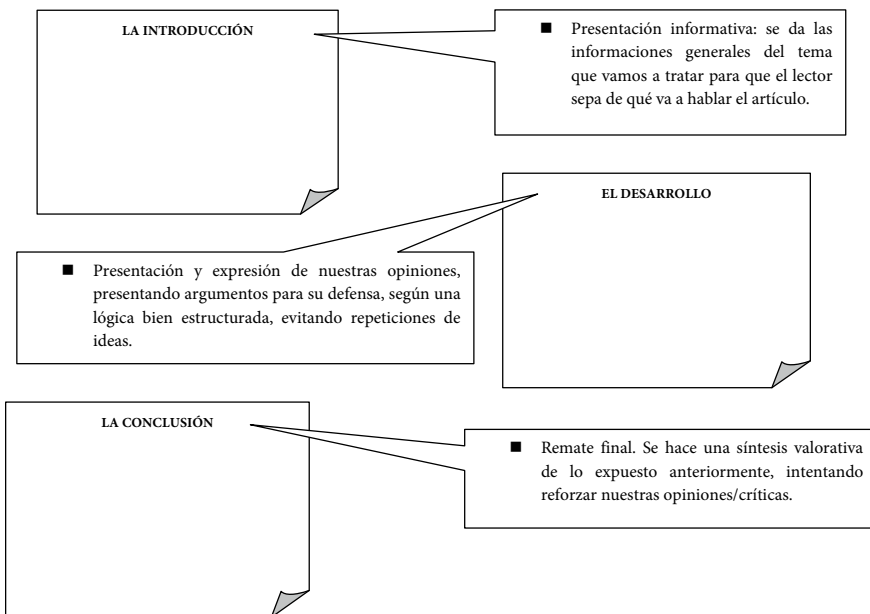 LA INTRODUCCIÓN
■ Presentación informativa: se da las
informaciones generales del tema
que vamos a tratar para que el lector
sepa de qué va a hablar el artículo.
EL DESARROLLO
■ Presentación y expresión de nuestras opiniones,
presentando argumentos para su defensa, según una
lógica bien estructurada, evitando repeticiones de
ideas.
LA CONCLUSIÓN
■ Remate final. Se hace una síntesis valorativa
de lo expuesto anteriormente, intentando
reforzar nuestras opiniones/críticas.